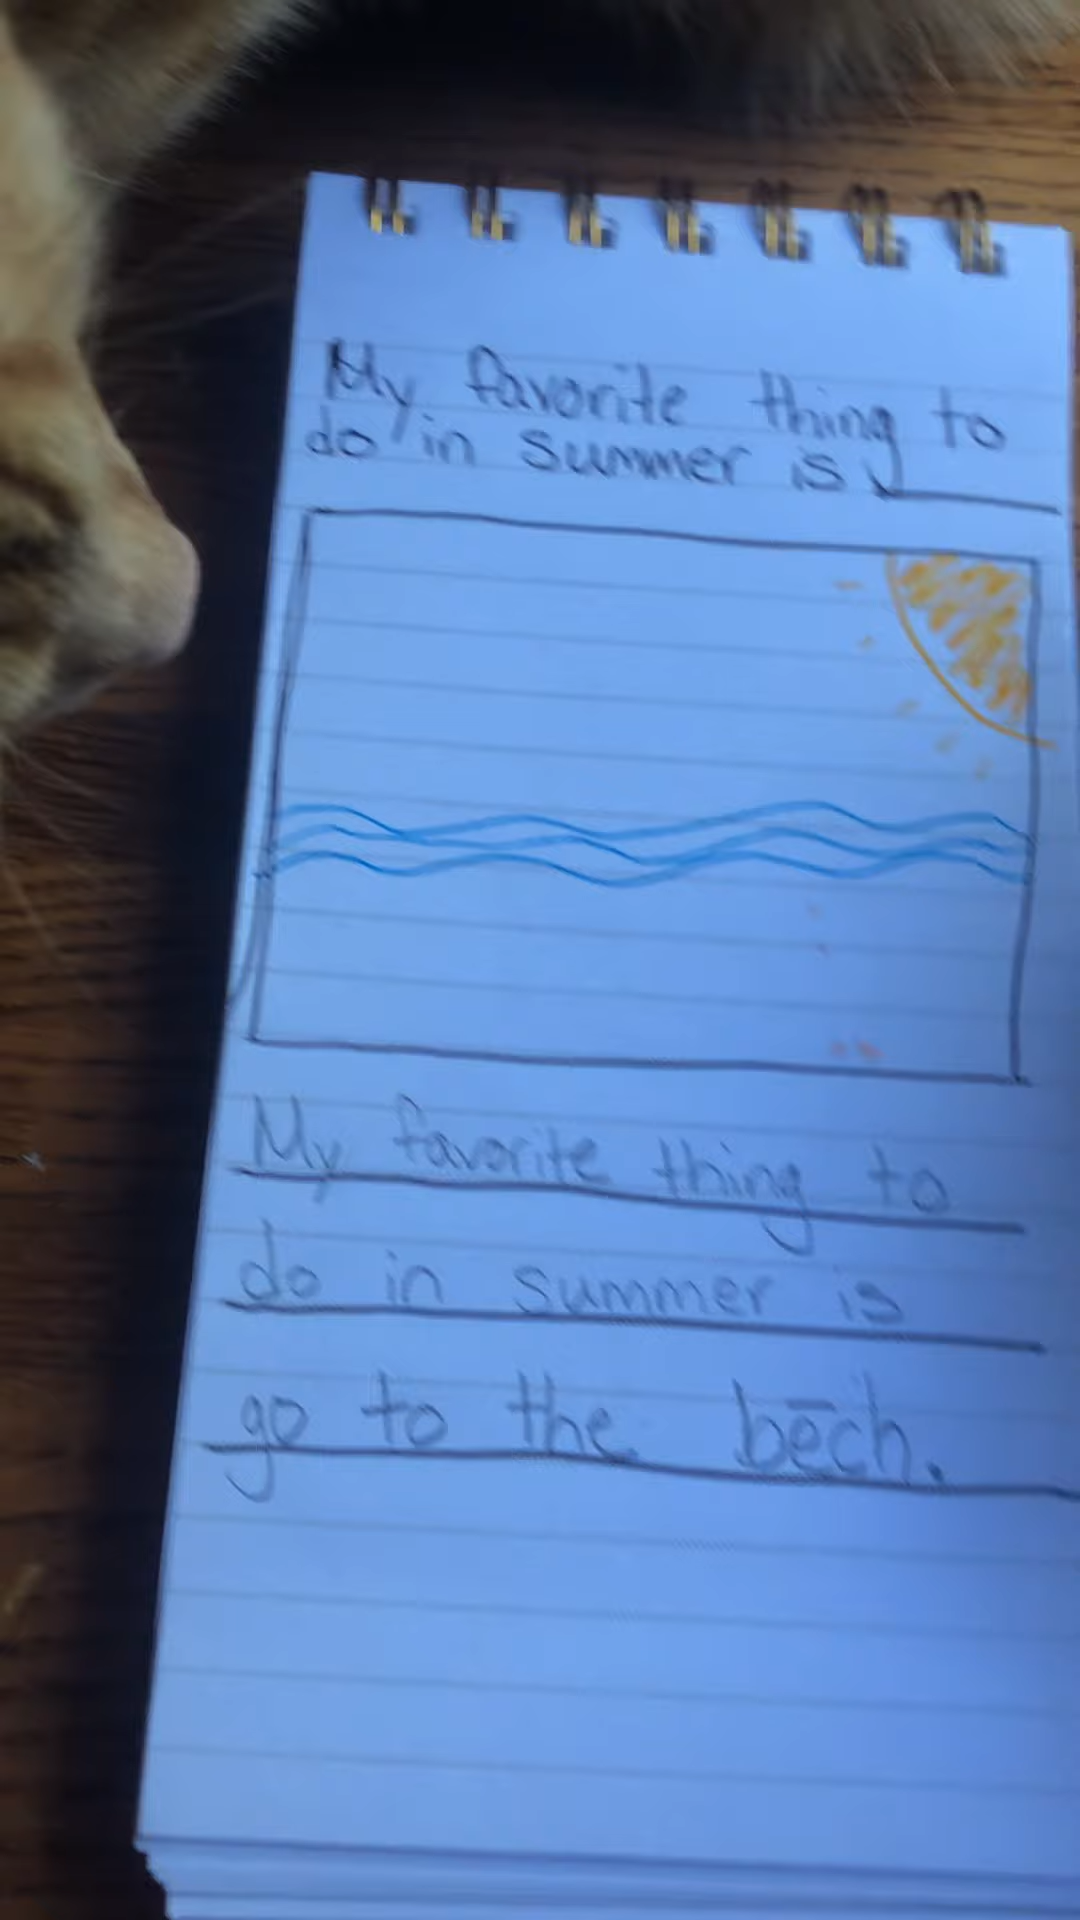 My favorite thing to
do in summer is ____
My favorite thing to
do in summer is
go to the bēch.